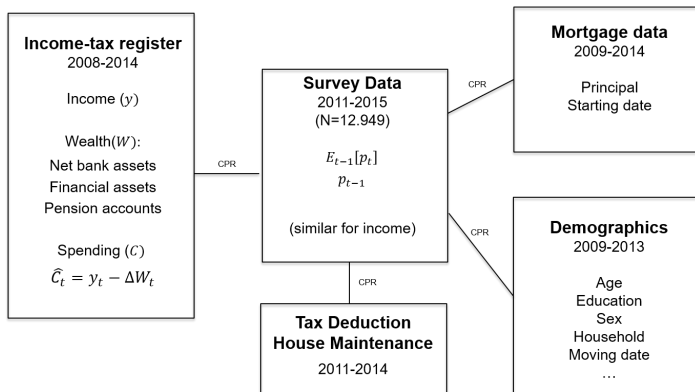 Income-tax register
2008-2014
Income (y)
Wealth(W):
Net bank assets
Financial assets
Pension accounts
Spending (C)
Ĉ_t = y_t − ΔW_t
CPR
Survey Data
2011-2015
(N=12.949)
E_{t−1}[p_t]
p_{t−1}
(similar for income)
CPR
Mortgage data
2009-2014
Principal
Starting date
CPR
Demographics
2009-2013
Age
Education
Sex
Household
Moving date
…
CPR
Tax Deduction
House Maintenance
2011-2014